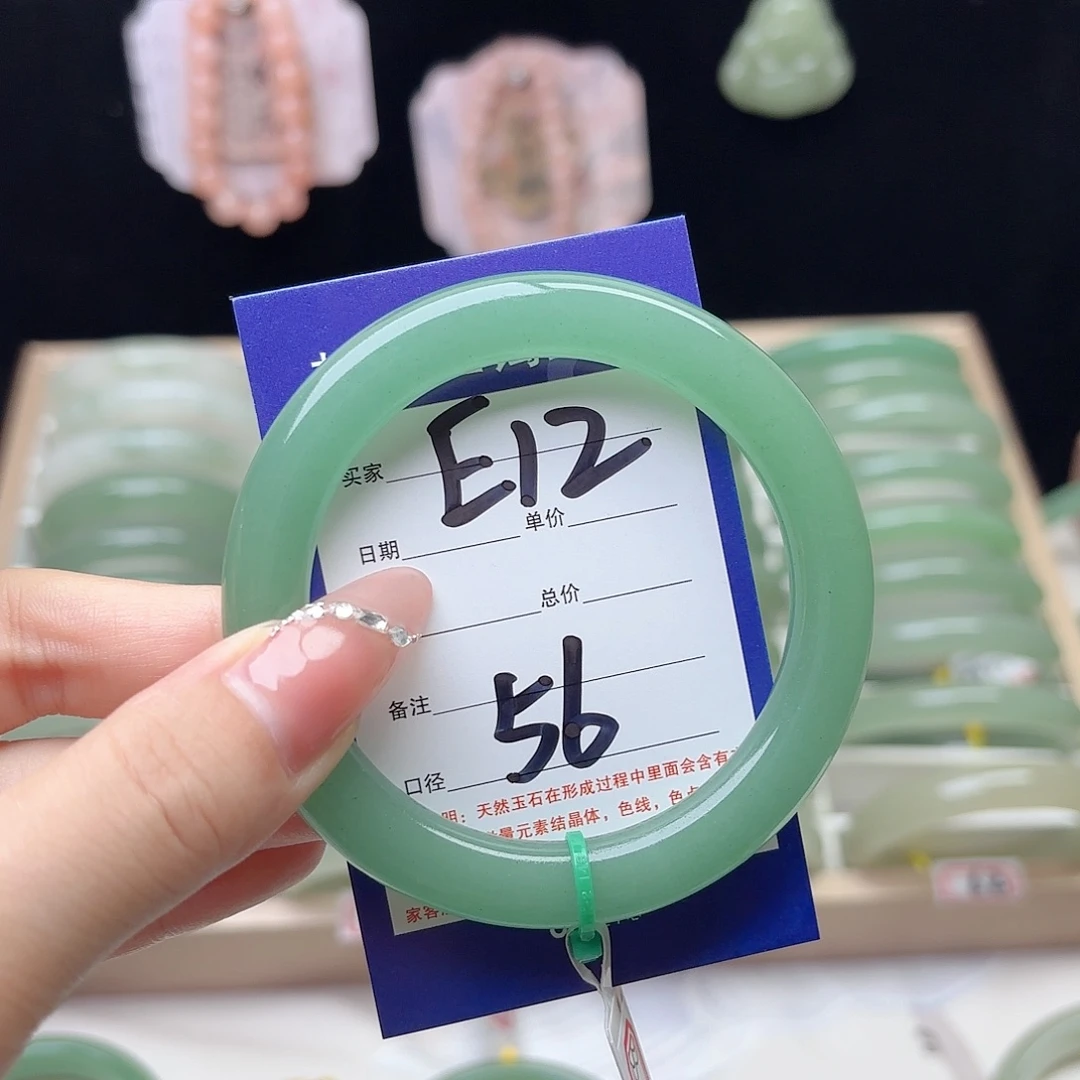 买家 E12
单价
日期
总价
备注
56
口径
明：天然玉石在形成过程中里面会含有
量元素结晶体，色线，色点
家客